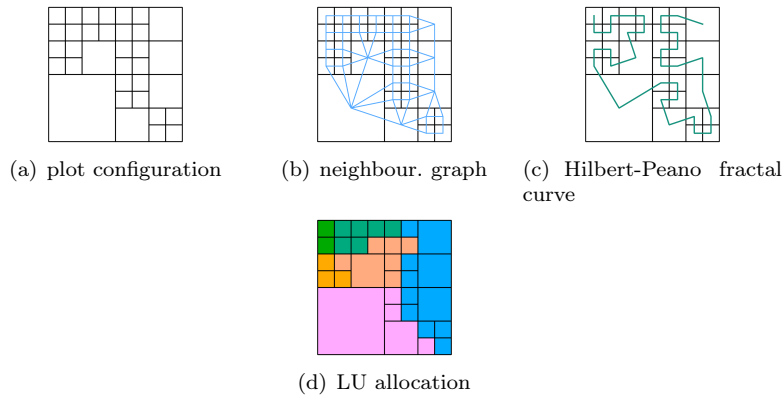 (a) plot configuration
(b) neighbour. graph
(c) Hilbert-Peano fractal
curve
(d) LU allocation